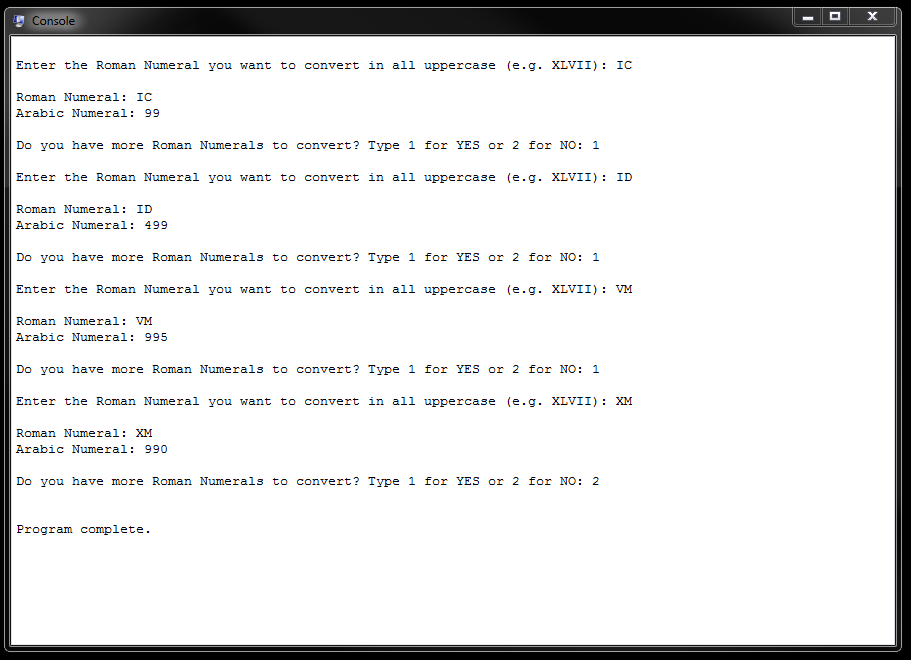 Console
Enter the Roman Numeral you want to convert in all uppercase (e.g. XLVII): IC
Roman Numeral: IC
Arabic Numeral: 99
Do you have more Roman Numerals to convert? Type 1 for YES or 2 for NO: 1
Enter the Roman Numeral you want to convert in all uppercase (e.g. XLVII): ID
Roman Numeral: ID
Arabic Numeral: 499
Do you have more Roman Numerals to convert? Type 1 for YES or 2 for NO: 1
Enter the Roman Numeral you want to convert in all uppercase (e.g. XLVII): VM
Roman Numeral: VM
Arabic Numeral: 995
Do you have more Roman Numerals to convert? Type 1 for YES or 2 for NO: 1
Enter the Roman Numeral you want to convert in all uppercase (e.g. XLVII): XM
Roman Numeral: XM
Arabic Numeral: 990
Do you have more Roman Numerals to convert? Type 1 for YES or 2 for NO: 2
Program complete.